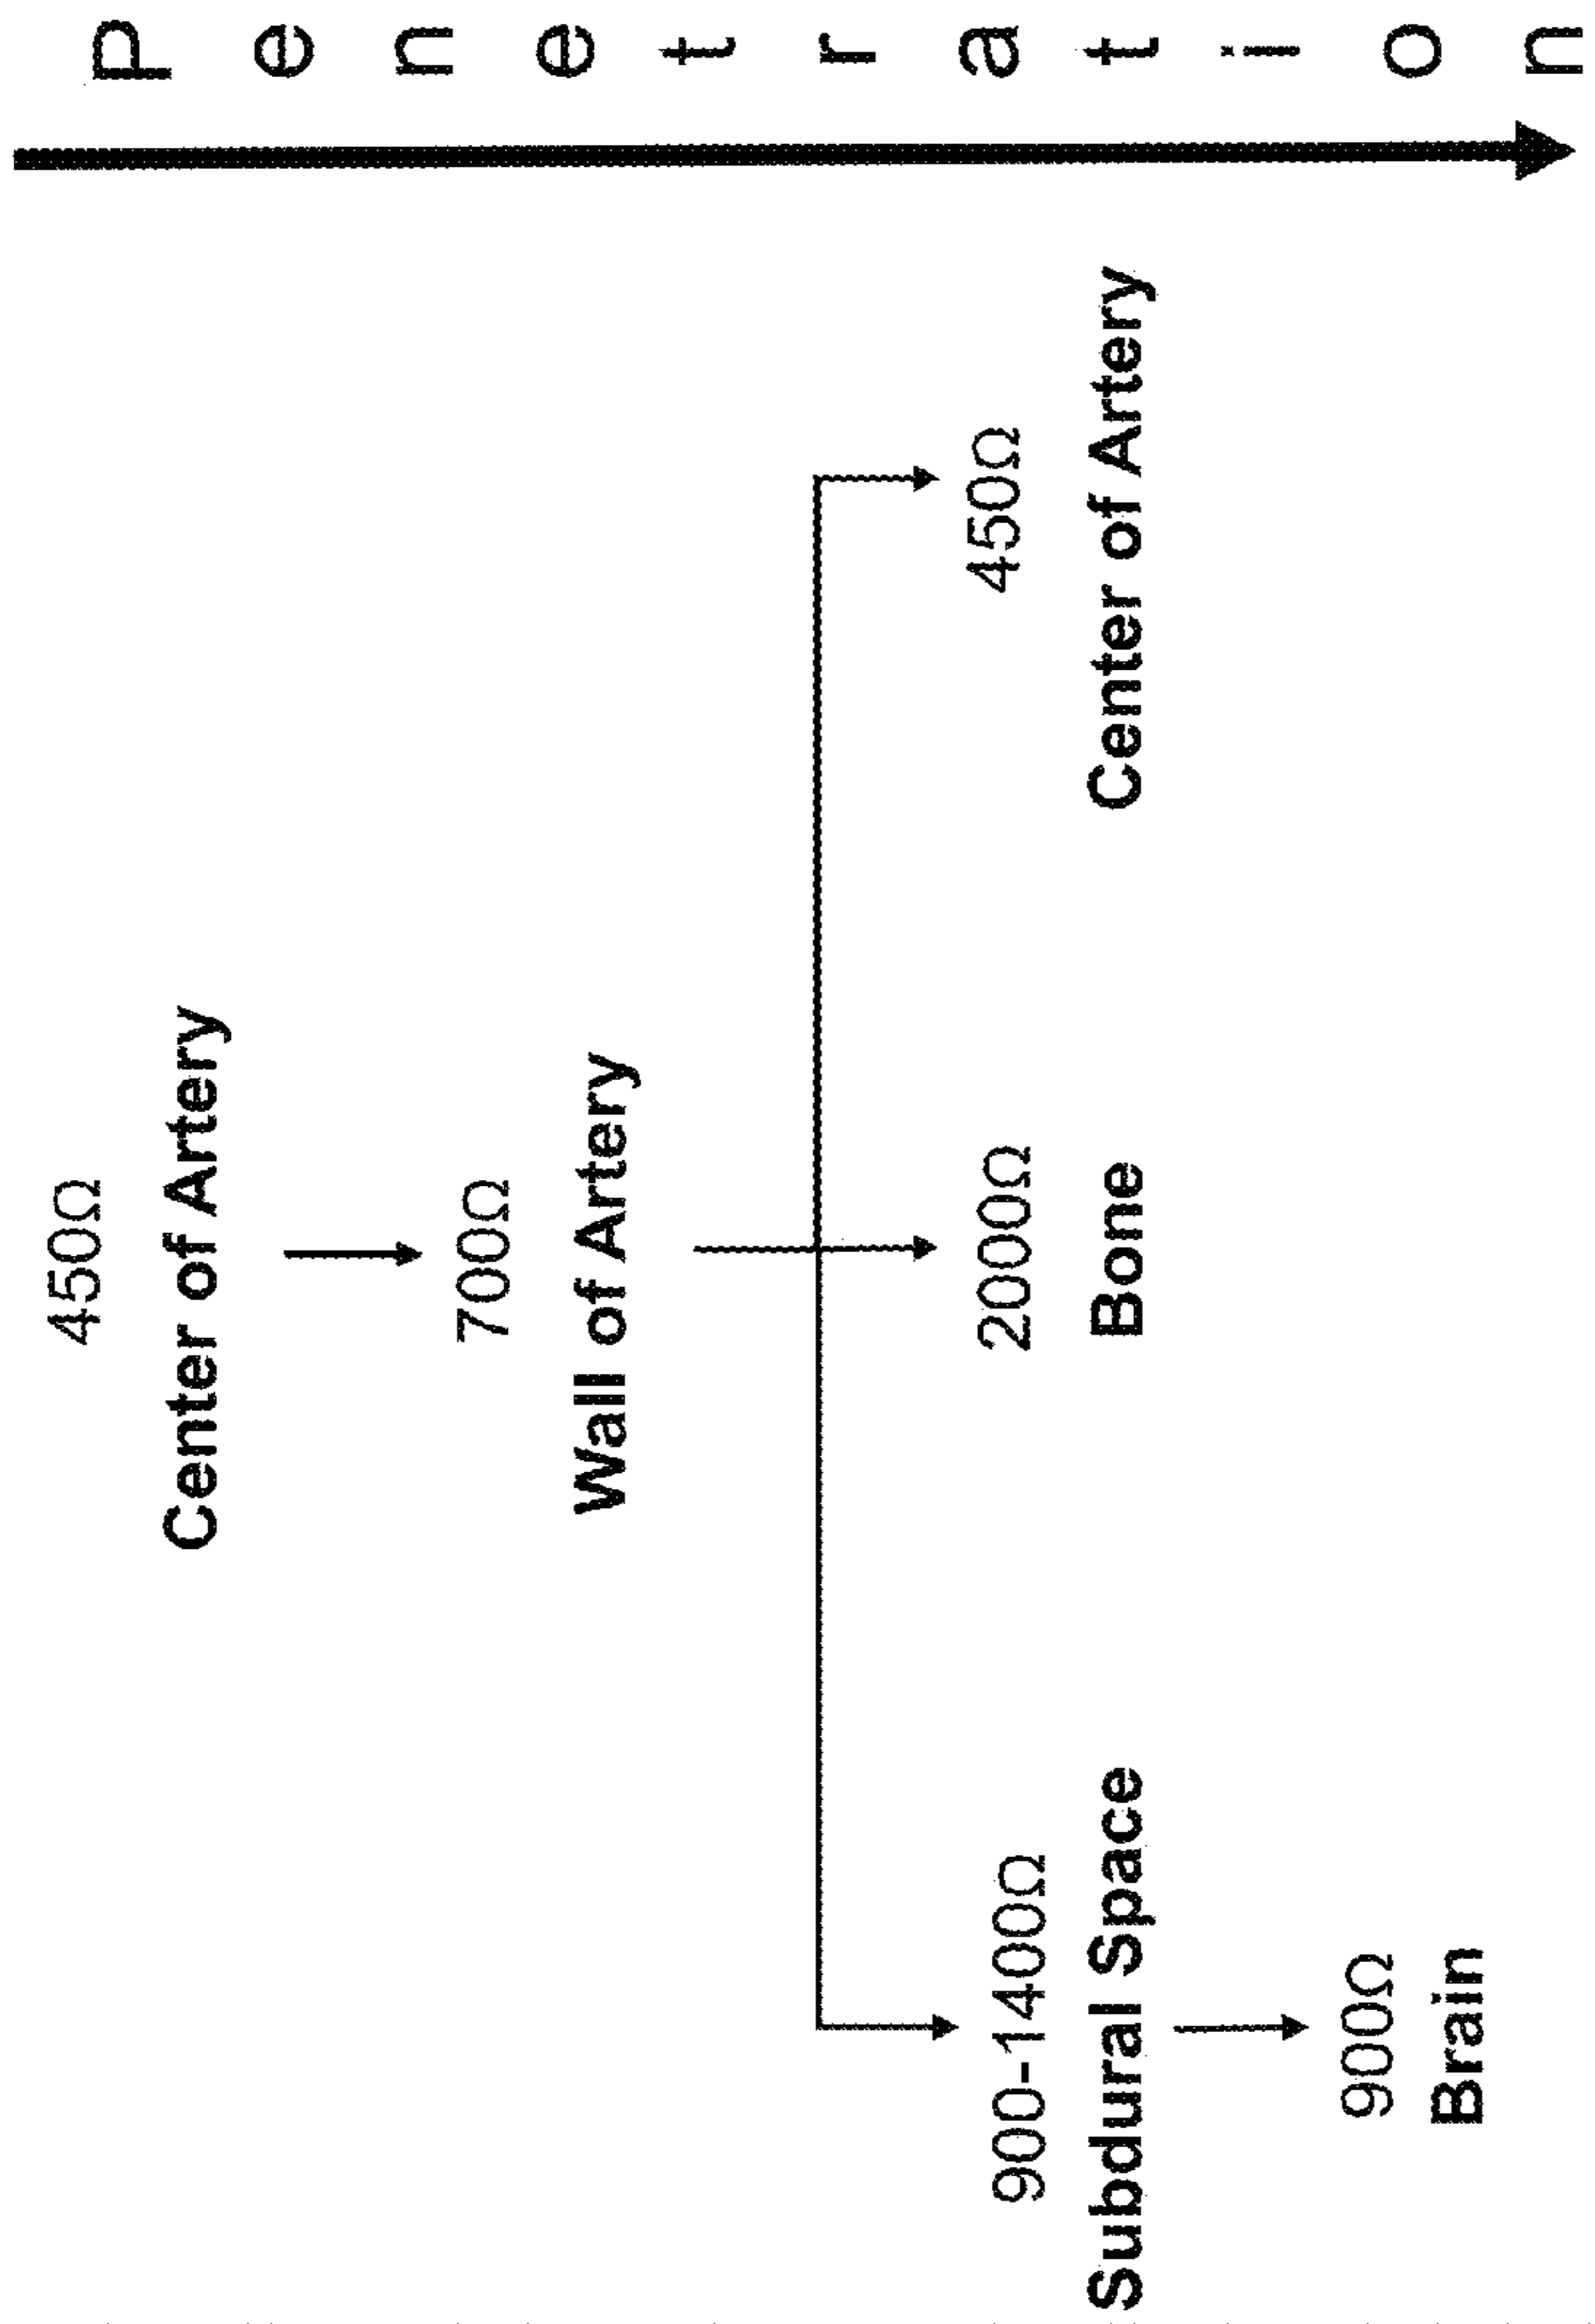 450Ω
Center of Artery
700Ω
Wall of Artery
900-1400Ω
Subdural Space
2000Ω
Bone
450Ω
Center of Artery
900Ω
Brain
Penetration